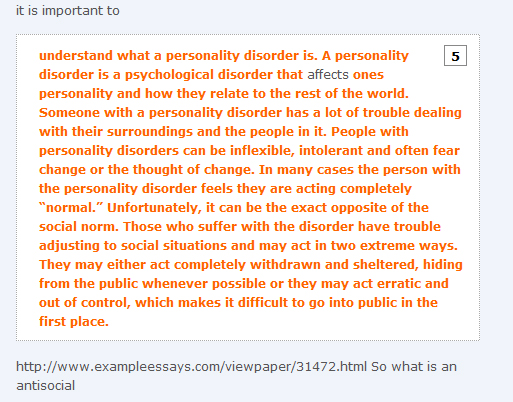 it is important to
5
understand what a personality disorder is. A personality
disorder is a psychological disorder that affects ones
personality and how they relate to the rest of the world.
Someone with a personality disorder has a lot of trouble dealing
with their surroundings and the people in it. People with
personality disorders can be inflexible, intolerant and often fear
change or the thought of change. In many cases the person with
the personality disorder feels they are acting completely
“normal.” Unfortunately, it can be the exact opposite of the
social norm. Those who suffer with the disorder have trouble
adjusting to social situations and may act in two extreme ways.
They may either act completely withdrawn and sheltered, hiding
from the public whenever possible or they may act erratic and
out of control, which makes it difficult to go into public in the
first place.
http://www.exampleessays.com/viewpaper/31472.html So what is an
antisocial